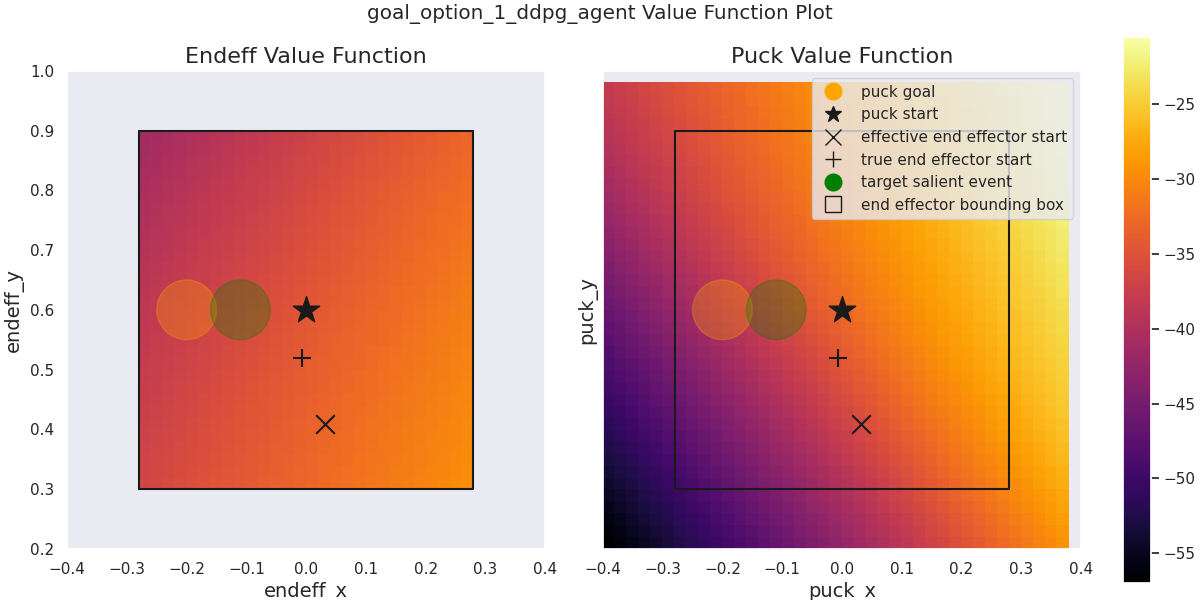 goal_option_1_ddpg_agent Value Function Plot
Endeff Value Function
1.0
0.9
0.8
0.7
0.6
0.5
0.4
0.3
0.2
endeff_y
−0.4 −0.3 −0.2 −0.1 0.0 0.1 0.2 0.3 0.4
endeff_x
Puck Value Function
puck goal
puck start
effective end effector start
true end effector start
target salient event
end effector bounding box
puck_y
−0.4 −0.3 −0.2 −0.1 0.0 0.1 0.2 0.3 0.4
puck_x
−25
−30
−35
−40
−45
−50
−55